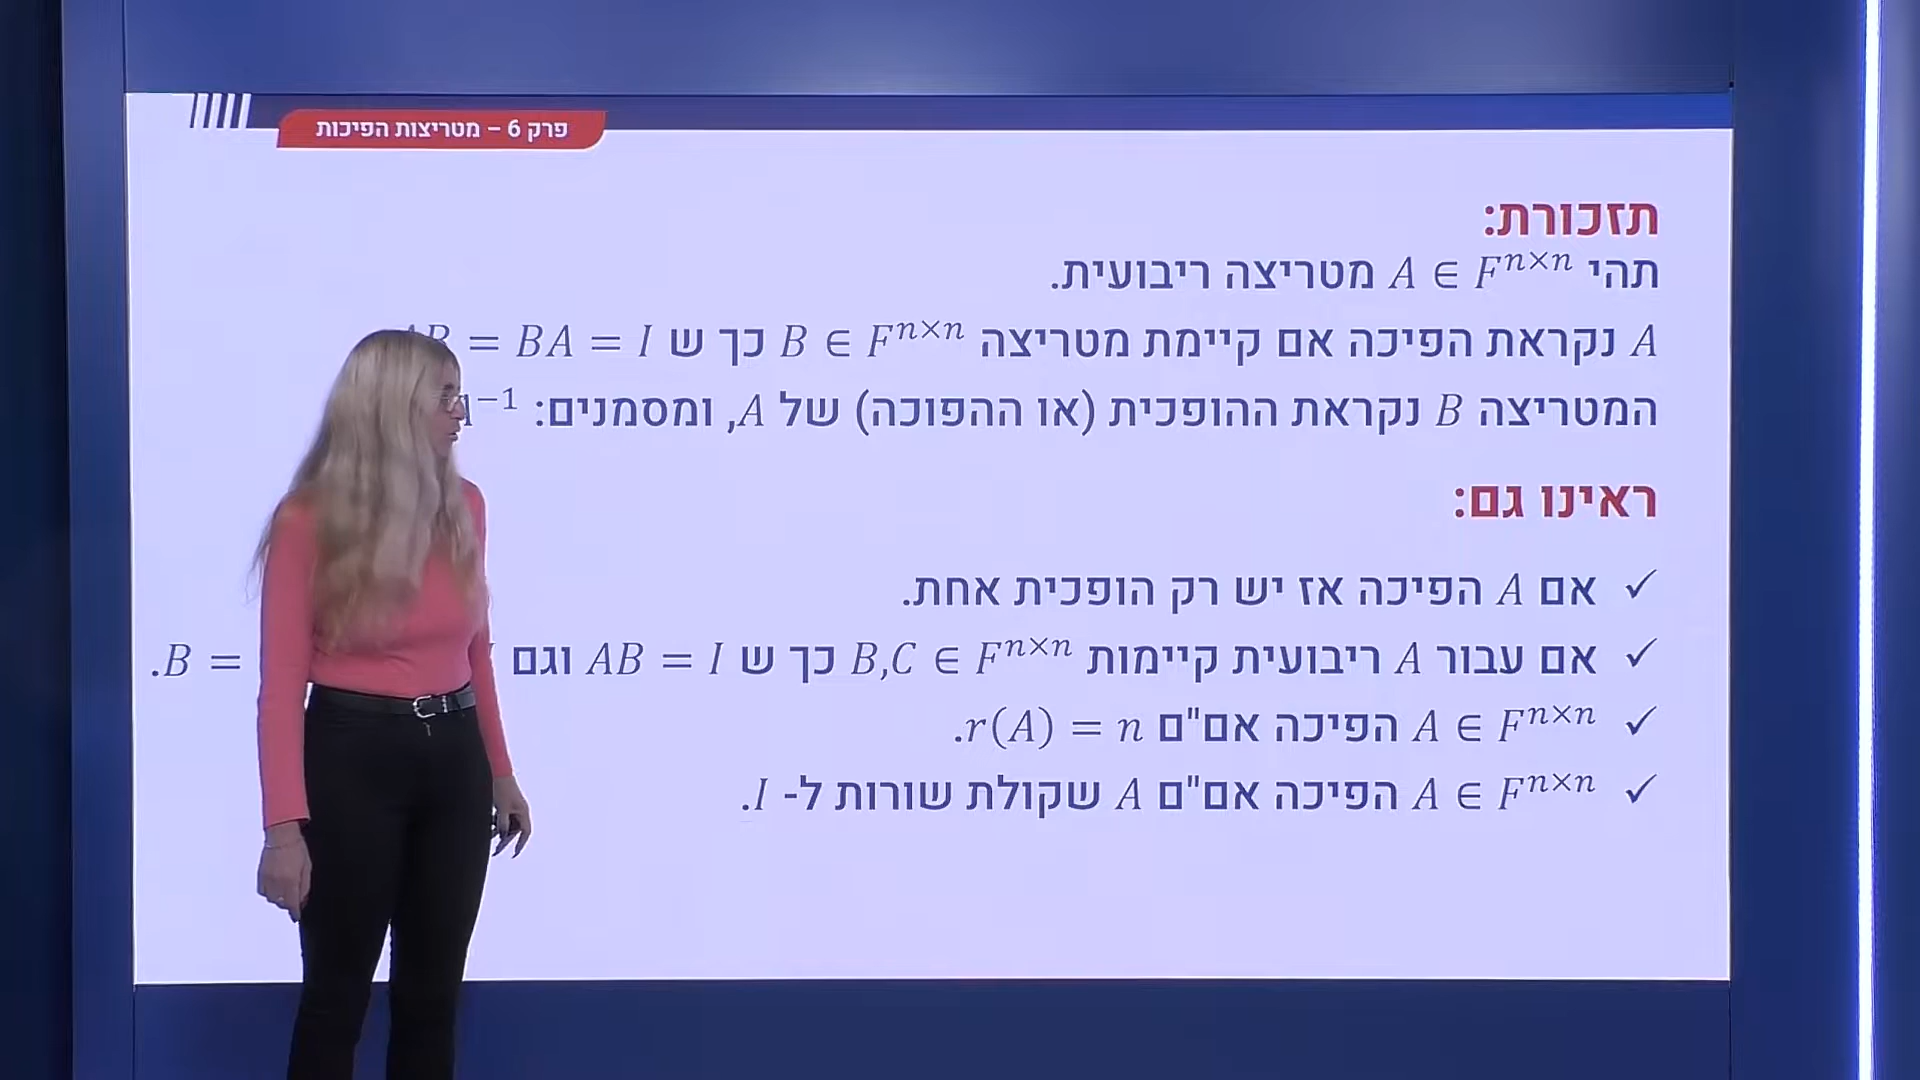 פרק 6 – מטריצות הפיכות
תזכורת:
תהי A ∈ F^{n×n} מטריצה ריבועית.
A נקראת הפיכה אם קיימת מטריצה B ∈ F^{n×n} כך ש AB = BA = I
המטריצה B נקראת ההופכית (או ההפוכה) של A, ומסמנים: ⁻¹
ראינו גם:
✓ אם A הפיכה אז יש רק הופכית אחת.
✓ אם עבור A ריבועית קיימות B,C ∈ F^{n×n} כך ש AB = I וגם B = .
✓ A ∈ F^{n×n} הפיכה אם"ם r(A) = n.
✓ A ∈ F^{n×n} הפיכה אם"ם A שקולת שורות ל- I.